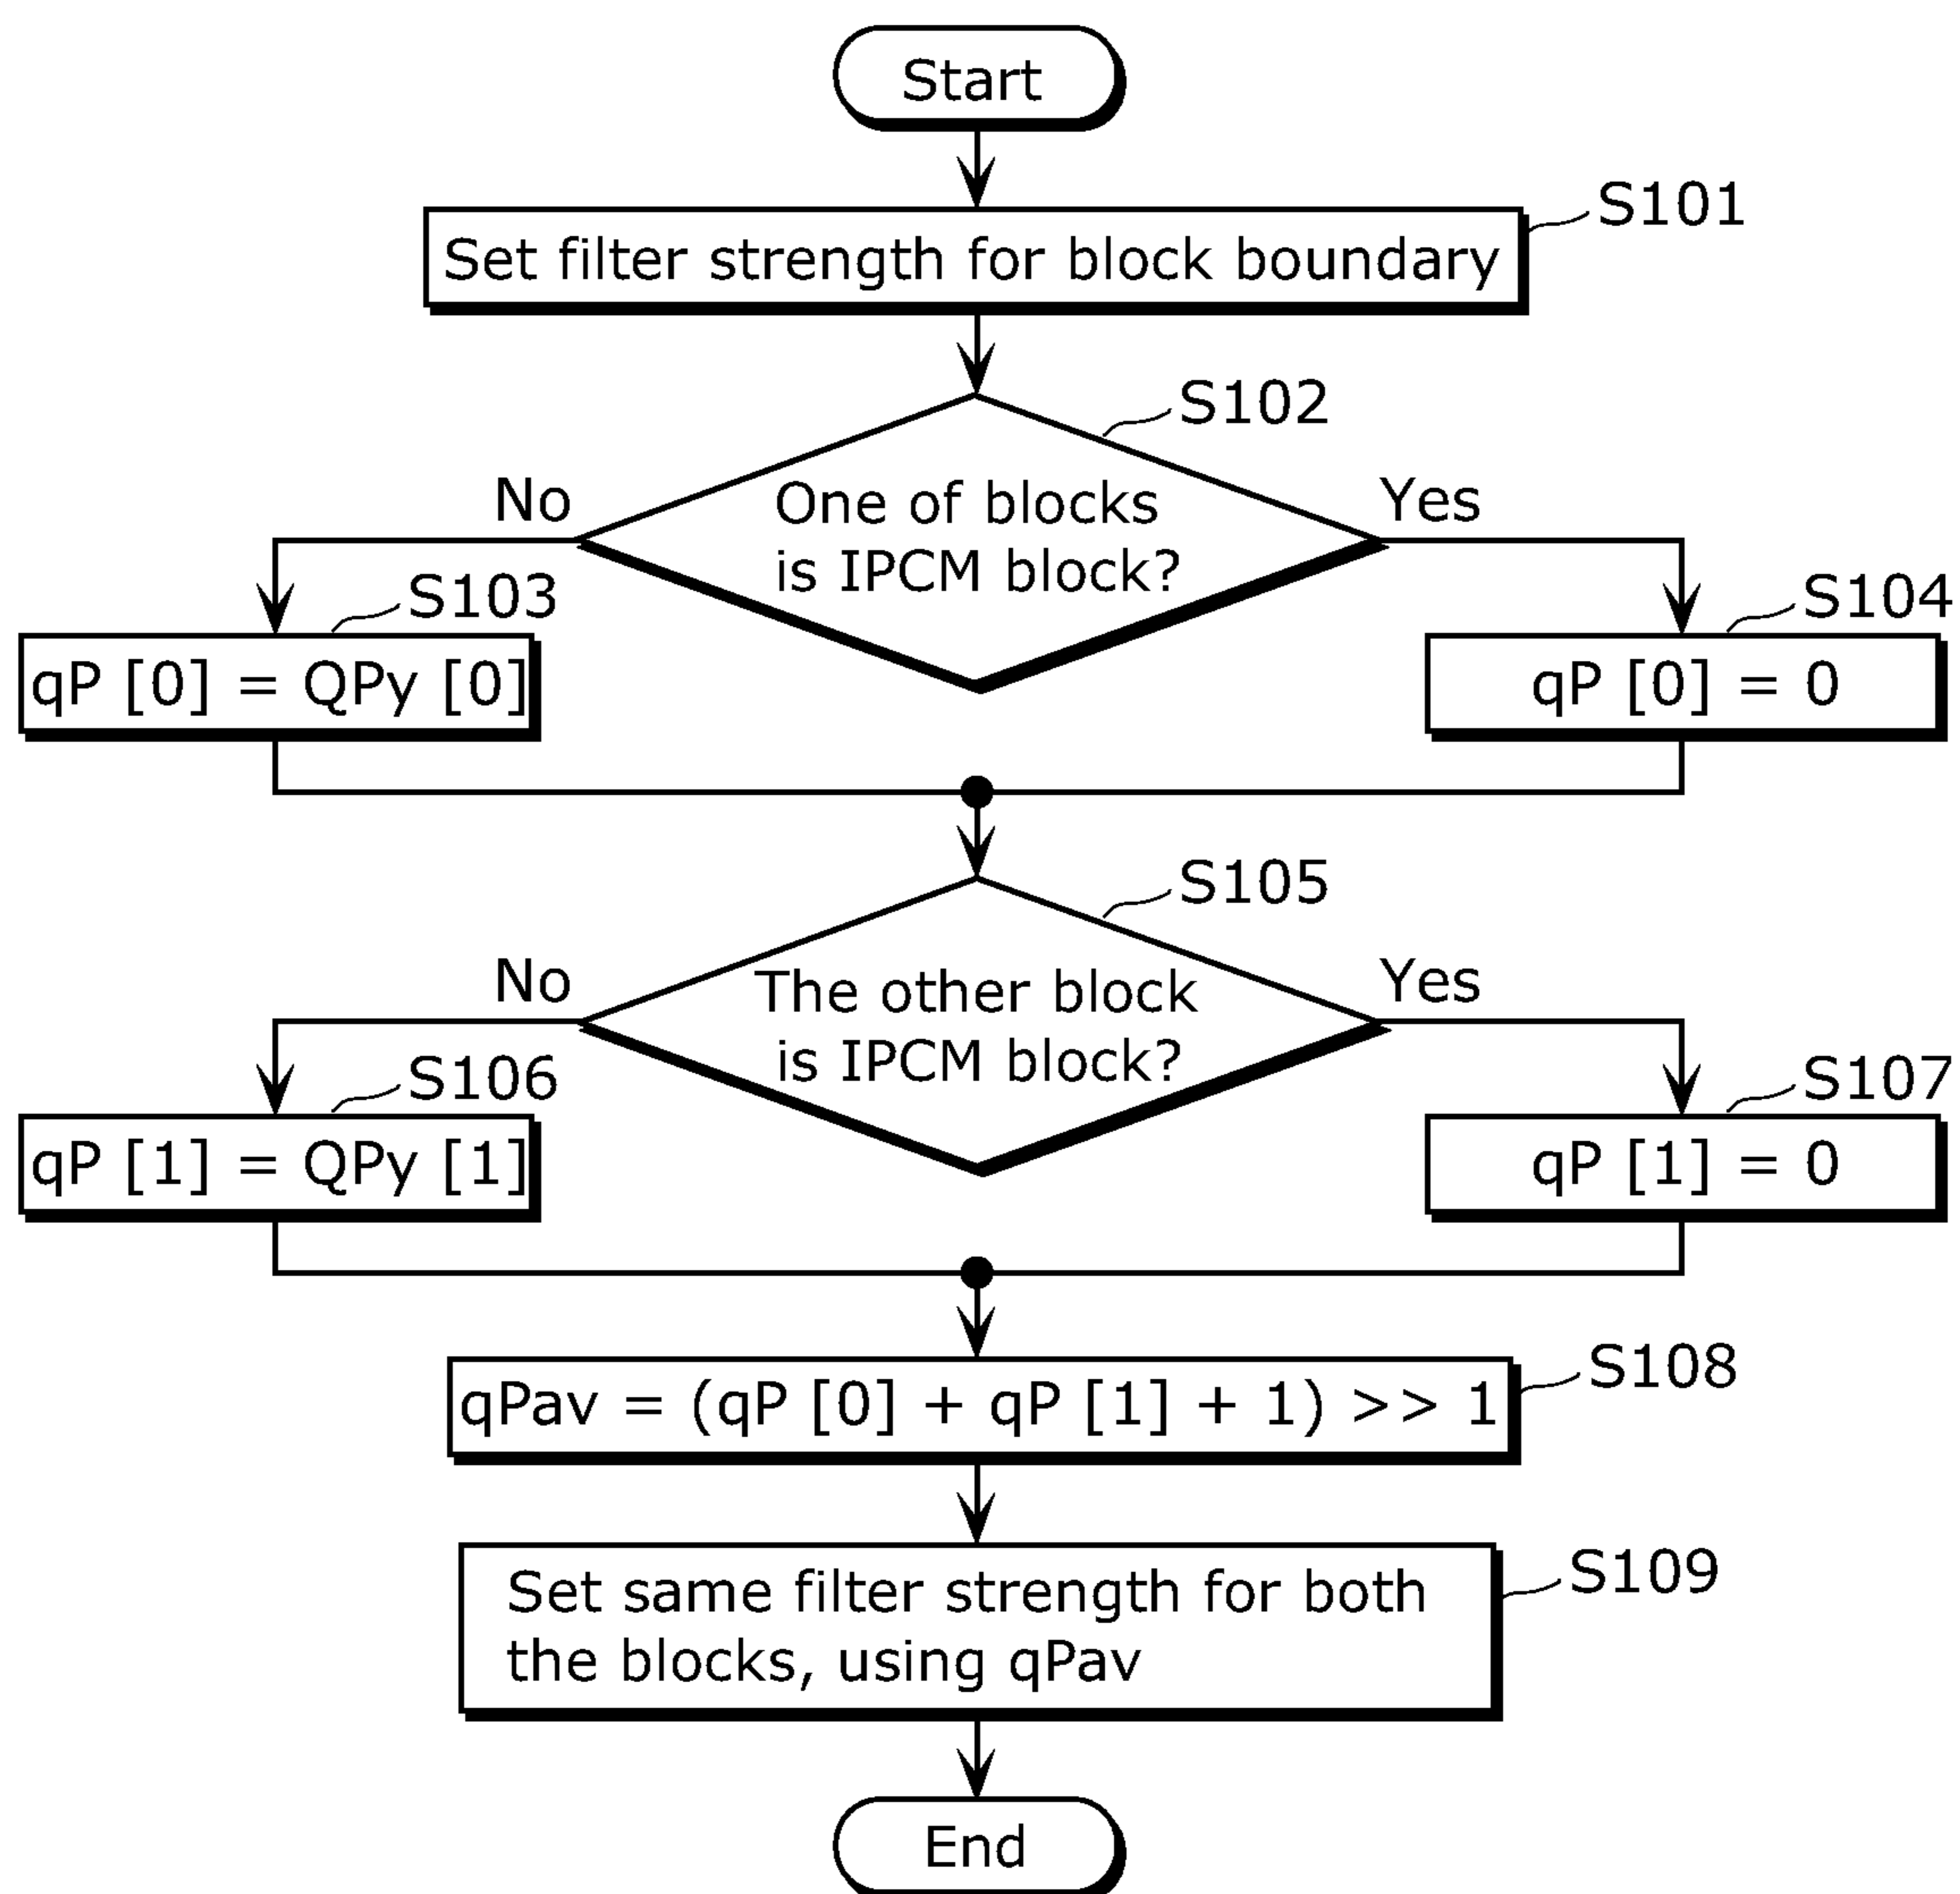 Start
S101
Set filter strength for block boundary
S102
No
One of blocks
is IPCM block?
Yes
S103
qP [0] = QPy [0]
S104
qP [0] = 0
S105
No
The other block
is IPCM block?
Yes
S106
qP [1] = QPy [1]
S107
qP [1] = 0
S108
qPav = (qP [0] + qP [1] + 1) >> 1
S109
Set same filter strength for both
the blocks, using qPav
End